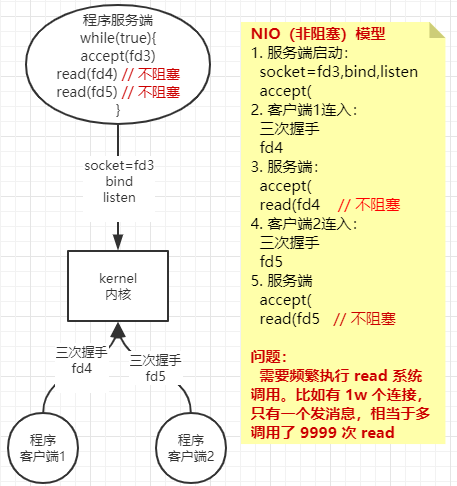 程序服务端
while(true){
accept(fd3)
read(fd4) // 不阻塞
read(fd5) // 不阻塞
}
socket=fd3
bind
listen
kernel
内核
三次握手
fd4
三次握手
fd5
程序
客户端1
程序
客户端2
NIO（非阻塞）模型
1. 服务端启动：
socket=fd3,bind,listen
accept(
2. 客户端1连入：
三次握手
fd4
3. 服务端：
accept(
read(fd4 // 不阻塞
4. 客户端2连入：
三次握手
fd5
5. 服务端
accept(
read(fd5 // 不阻塞
问题：
需要频繁执行 read 系统
调用。比如有 1w 个连接，
只有一个发消息，相当于多
调用了 9999 次 read